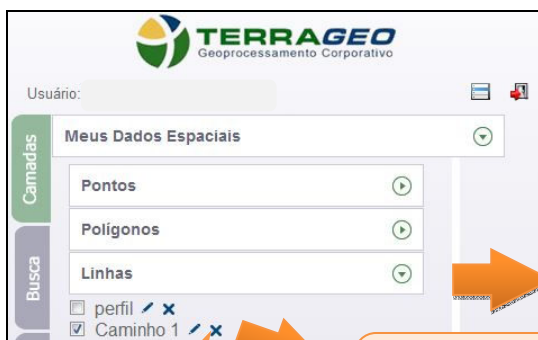 TERRAGEO
Geoprocessamento Corporativo
Usuário:
Camadas
Meus Dados Espaciais
Pontos
Polígonos
Busca
Linhas
perfil
Caminho 1